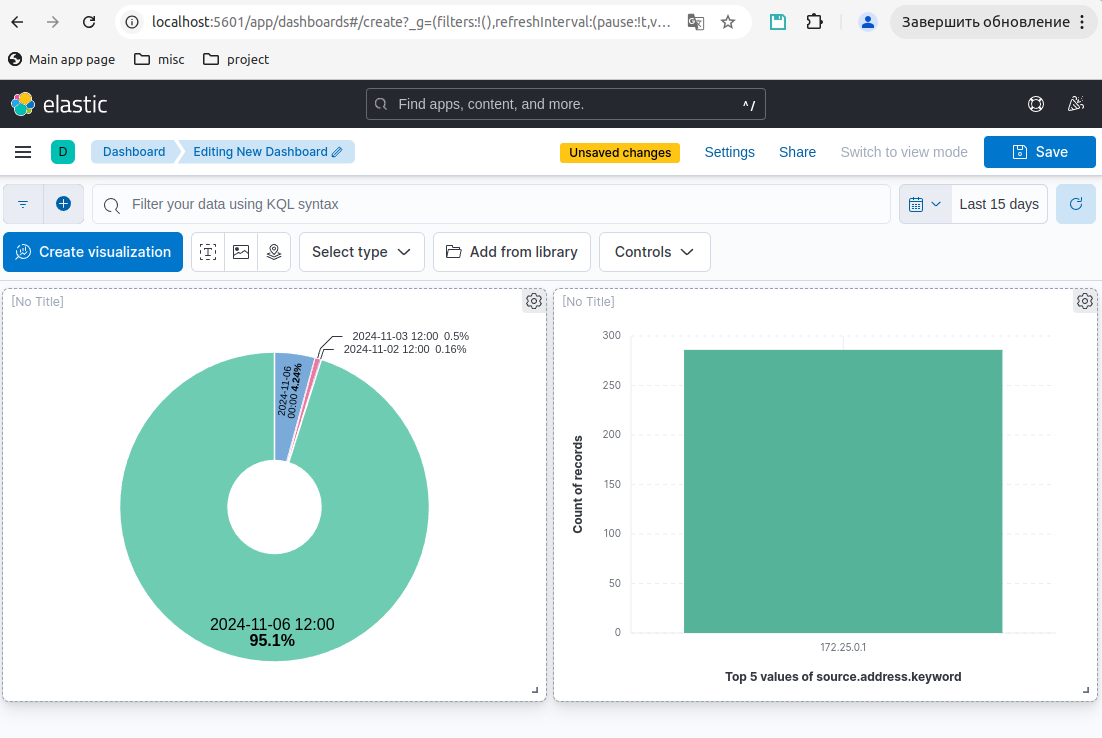 localhost:5601/app/dashboards#/create?_g=(filters:!(),refreshInterval:(pause:!t,v...
Завершить обновление
Main app page
misc
project
elastic
Find apps, content, and more.
^/
D
Dashboard
Editing New Dashboard
Unsaved changes
Settings
Share
Switch to view mode
Save
Filter your data using KQL syntax
Last 15 days
Create visualization
Select type
Add from library
Controls
[No Title]
2024-11-03 12:00 0.5%
2024-11-02 12:00 0.16%
2024-11-06
00:00 4.24%
2024-11-06 12:00
95.1%
[No Title]
300
250
200
150
100
50
0
Count of records
172.25.0.1
Top 5 values of source.address.keyword